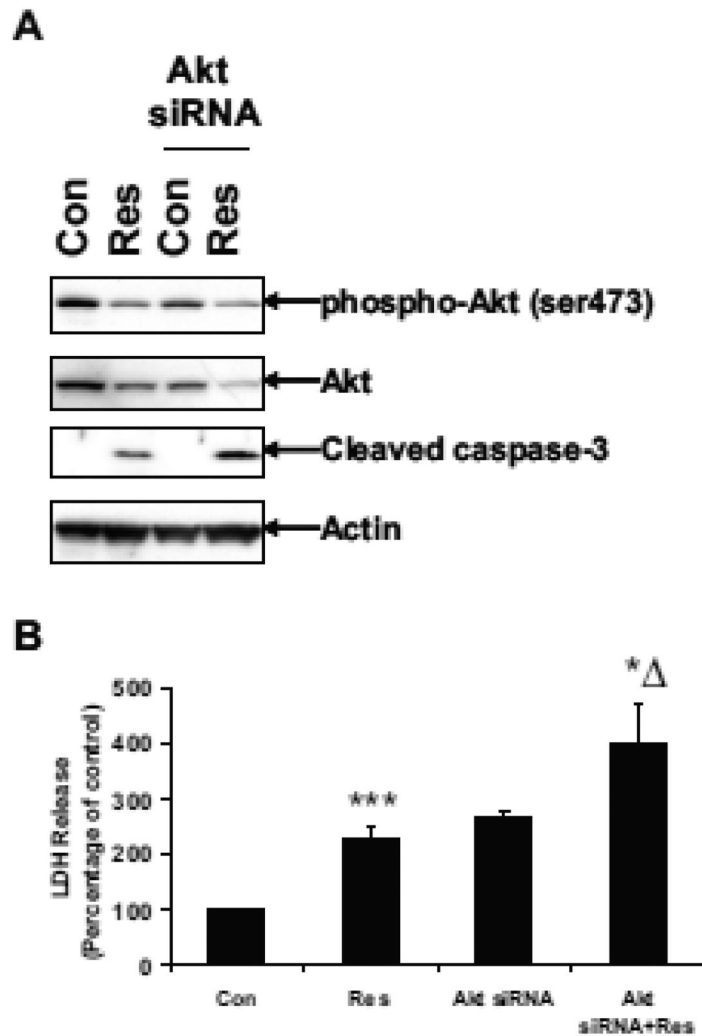 A
Akt
siRNA
Con Res Con Res
phospho-Akt (ser473)
Akt
Cleaved caspase-3
Actin
B
LDH Release
(Percentage of control)
500
400
300
200
100
0
***
*Δ
Con Res Akt siRNA Akt
siRNA+Res